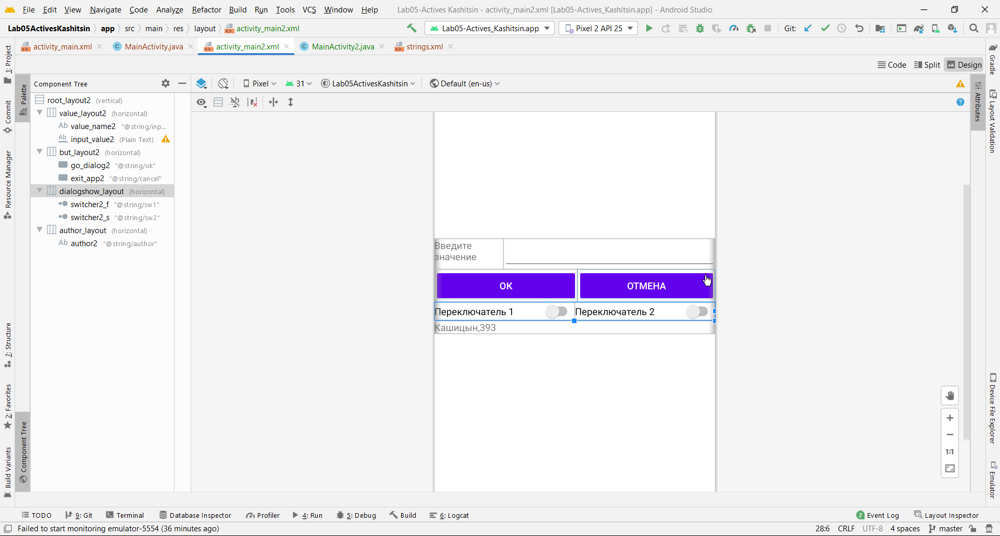 File Edit View Navigate Code Analyze Refactor Build Run Tools VCS Window Help Lab05-Actives Kashitsin - activity_main2.xml [Lab05-Actives_Kashitsin.app] - Android Studio
Lab05ActivesKashitsin app src main res layout activity_main2.xml Lab05-Actives_Kashitsin.app Pixel 2 API 25 Git:
activity_main.xml MainActivity.java activity_main2.xml MainActivity2.java strings.xml
Code Split Design
Component Tree Pixel 31 Lab05ActivesKashitsin Default (en-us)
root_layout2 (vertical)
value_layout2 (horizontal)
value_name2 "@string/inp...
input_value2 (Plain Text)
but_layout2 (horizontal)
go_dialog2 "@string/ok"
exit_app2 "@string/cancel"
dialogshow_layout (horizontal)
switcher2_f "@string/sw1"
switcher2_s "@string/sw2"
author_layout (horizontal)
author2 "@string/author"
Введите
значение
ОК ОТМЕНА
Переключатель 1 Переключатель 2
Кашицын,393
1:1
1: Project
Commit
Resource Manager
7: Structure
2: Favorites
Build Variants
Palette
Component Tree
Attributes
Gradle
Layout Validation
Device File Explorer
Emulator
TODO 9: Git Terminal Database Inspector Profiler 4: Run 5: Debug Build 6: Logcat 2 Event Log Layout Inspector
Failed to start monitoring emulator-5554 (36 minutes ago) 28:6 CRLF UTF-8 4 spaces master